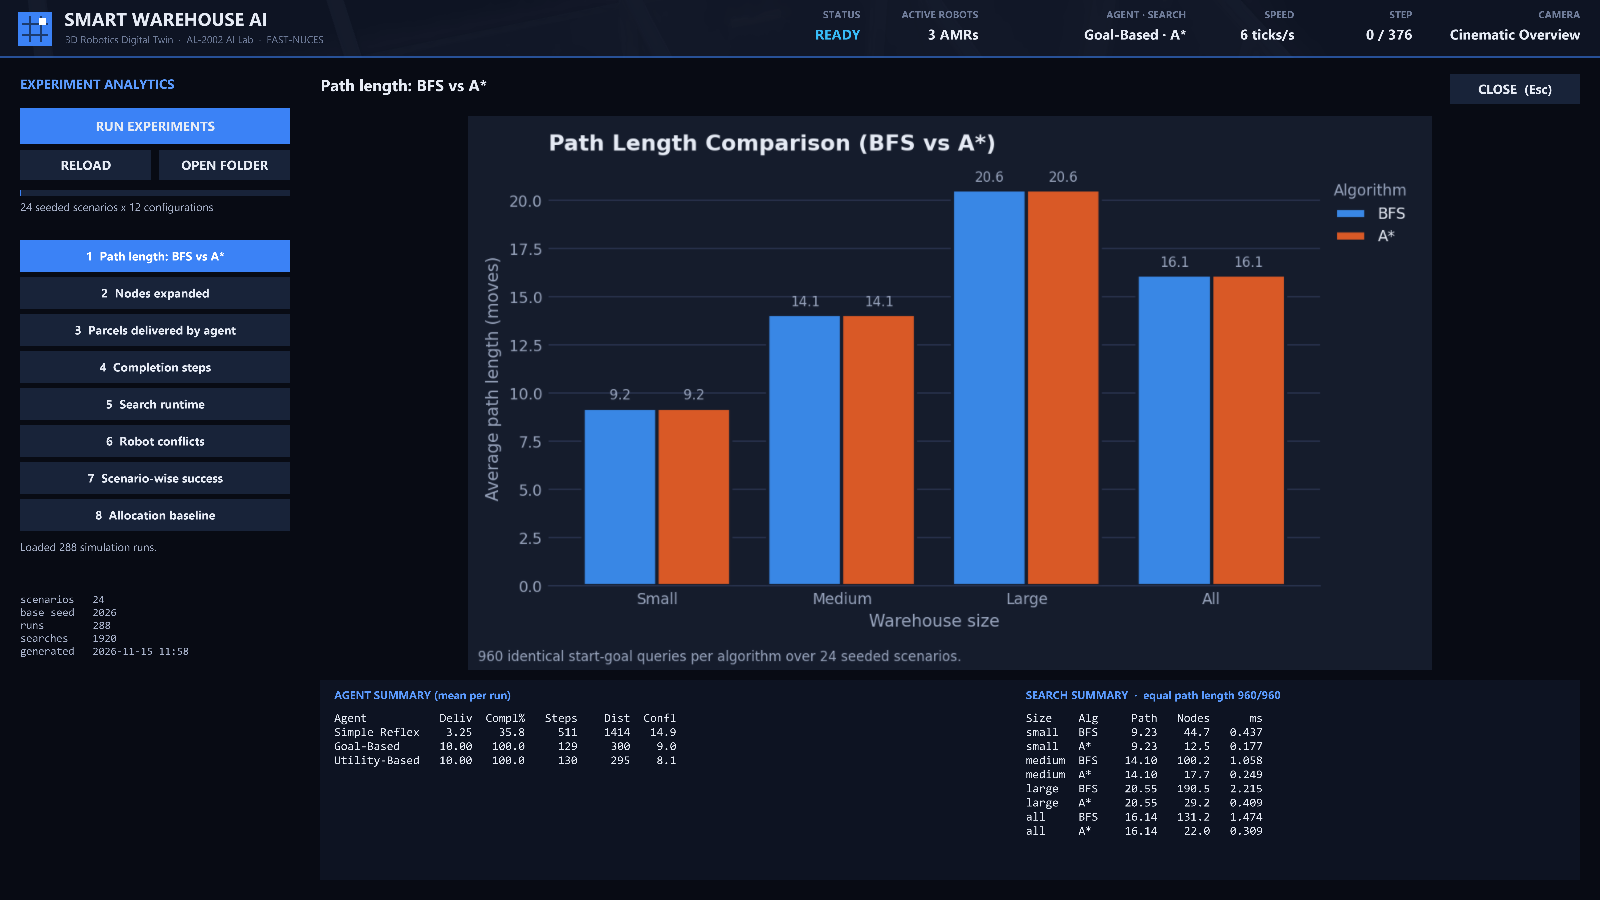 SMART WAREHOUSE AI
3D Robotics Digital Twin · AL-2002 AI Lab · FAST-NUCES
STATUS
READY
ACTIVE ROBOTS
3 AMRs
AGENT · SEARCH
Goal-Based · A*
SPEED
6 ticks/s
STEP
0 / 376
CAMERA
Cinematic Overview
EXPERIMENT ANALYTICS
RUN EXPERIMENTS
RELOAD
OPEN FOLDER
24 seeded scenarios x 12 configurations
1 Path length: BFS vs A*
2 Nodes expanded
3 Parcels delivered by agent
4 Completion steps
5 Search runtime
6 Robot conflicts
7 Scenario-wise success
8 Allocation baseline
Loaded 288 simulation runs.
scenarios 24
base seed 2026
runs 288
searches 1920
generated 2026-11-15 11:58
Path length: BFS vs A*
CLOSE (Esc)
Path Length Comparison (BFS vs A*)
Average path length (moves)
20.0
17.5
15.0
12.5
10.0
7.5
5.0
2.5
0.0
9.2 9.2
14.1 14.1
20.6 20.6
16.1 16.1
Small Medium Large All
Warehouse size
Algorithm
BFS
A*
960 identical start-goal queries per algorithm over 24 seeded scenarios.
AGENT SUMMARY (mean per run)
Agent Deliv Compl% Steps Dist Confl
Simple Reflex 3.25 35.8 511 1414 14.9
Goal-Based 10.00 100.0 129 300 9.0
Utility-Based 10.00 100.0 130 295 8.1
SEARCH SUMMARY · equal path length 960/960
Size Alg Path Nodes ms
small BFS 9.23 44.7 0.437
small A* 9.23 12.5 0.177
medium BFS 14.10 100.2 1.058
medium A* 14.10 17.7 0.249
large BFS 20.55 190.5 2.215
large A* 20.55 29.2 0.409
all BFS 16.14 131.2 1.474
all A* 16.14 22.0 0.309